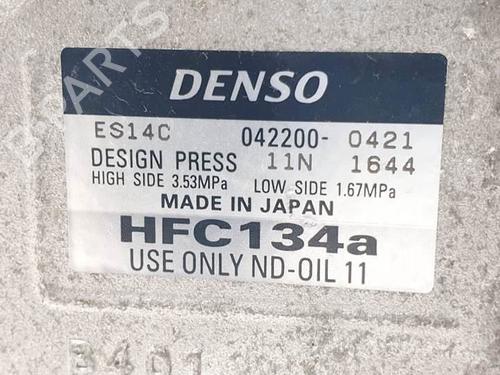 DENSO
ES14C 042200- 0421
DESIGN PRESS 11N 1644
HIGH SIDE 3.53MPa LOW SIDE 1.67MPa
MADE IN JAPAN
HFC134a
USE ONLY ND-OIL 11